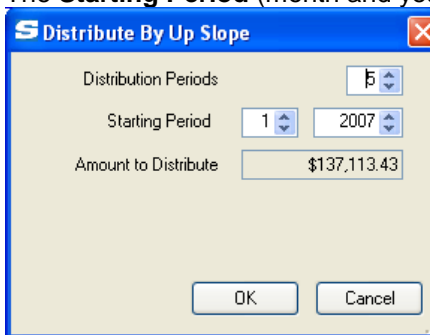 The Starting Period (month and ye
Distribute By Up Slope
Distribution Periods 5
Starting Period 1 2007
Amount to Distribute $137,113.43
OK Cancel